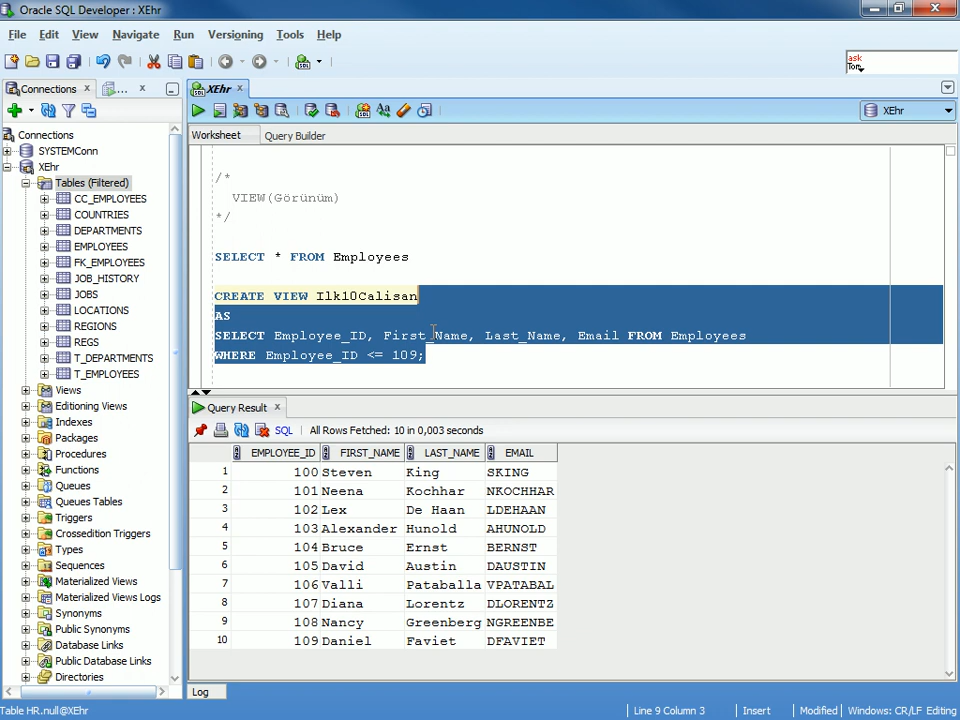 Oracle SQL Developer : XEhr
File Edit View Navigate Run Versioning Tools Help
ask
Tom
Connections
...
XEhr
XEhr
Worksheet
Query Builder
Connections
SYSTEMConn
XEhr
Tables (Filtered)
CC_EMPLOYEES
COUNTRIES
DEPARTMENTS
EMPLOYEES
FK_EMPLOYEES
JOB_HISTORY
JOBS
LOCATIONS
REGIONS
REGS
T_DEPARTMENTS
T_EMPLOYEES
Views
Editioning Views
Indexes
Packages
Procedures
Functions
Queues
Queues Tables
Triggers
Crossedition Triggers
Types
Sequences
Materialized Views
Materialized Views Logs
Synonyms
Public Synonyms
Database Links
Public Database Links
Directories
/*
VIEW(Görünüm)
*/
SELECT * FROM Employees
CREATE VIEW Ilk10Calisan
AS
SELECT Employee_ID, First_Name, Last_Name, Email FROM Employees
WHERE Employee_ID <= 109;
Query Result
SQL
All Rows Fetched: 10 in 0,003 seconds
EMPLOYEE_ID FIRST_NAME LAST_NAME EMAIL
1 100 Steven King SKING
2 101 Neena Kochhar NKOCHHAR
3 102 Lex De Haan LDEHAAN
4 103 Alexander Hunold AHUNOLD
5 104 Bruce Ernst BERNST
6 105 David Austin DAUSTIN
7 106 Valli Pataballa VPATABAL
8 107 Diana Lorentz DLORENTZ
9 108 Nancy Greenberg NGREENBE
10 109 Daniel Faviet DFAVIET
Log
Table HR.null@XEhr
Line 9 Column 3
Insert
Modified
Windows: CR/LF Editing